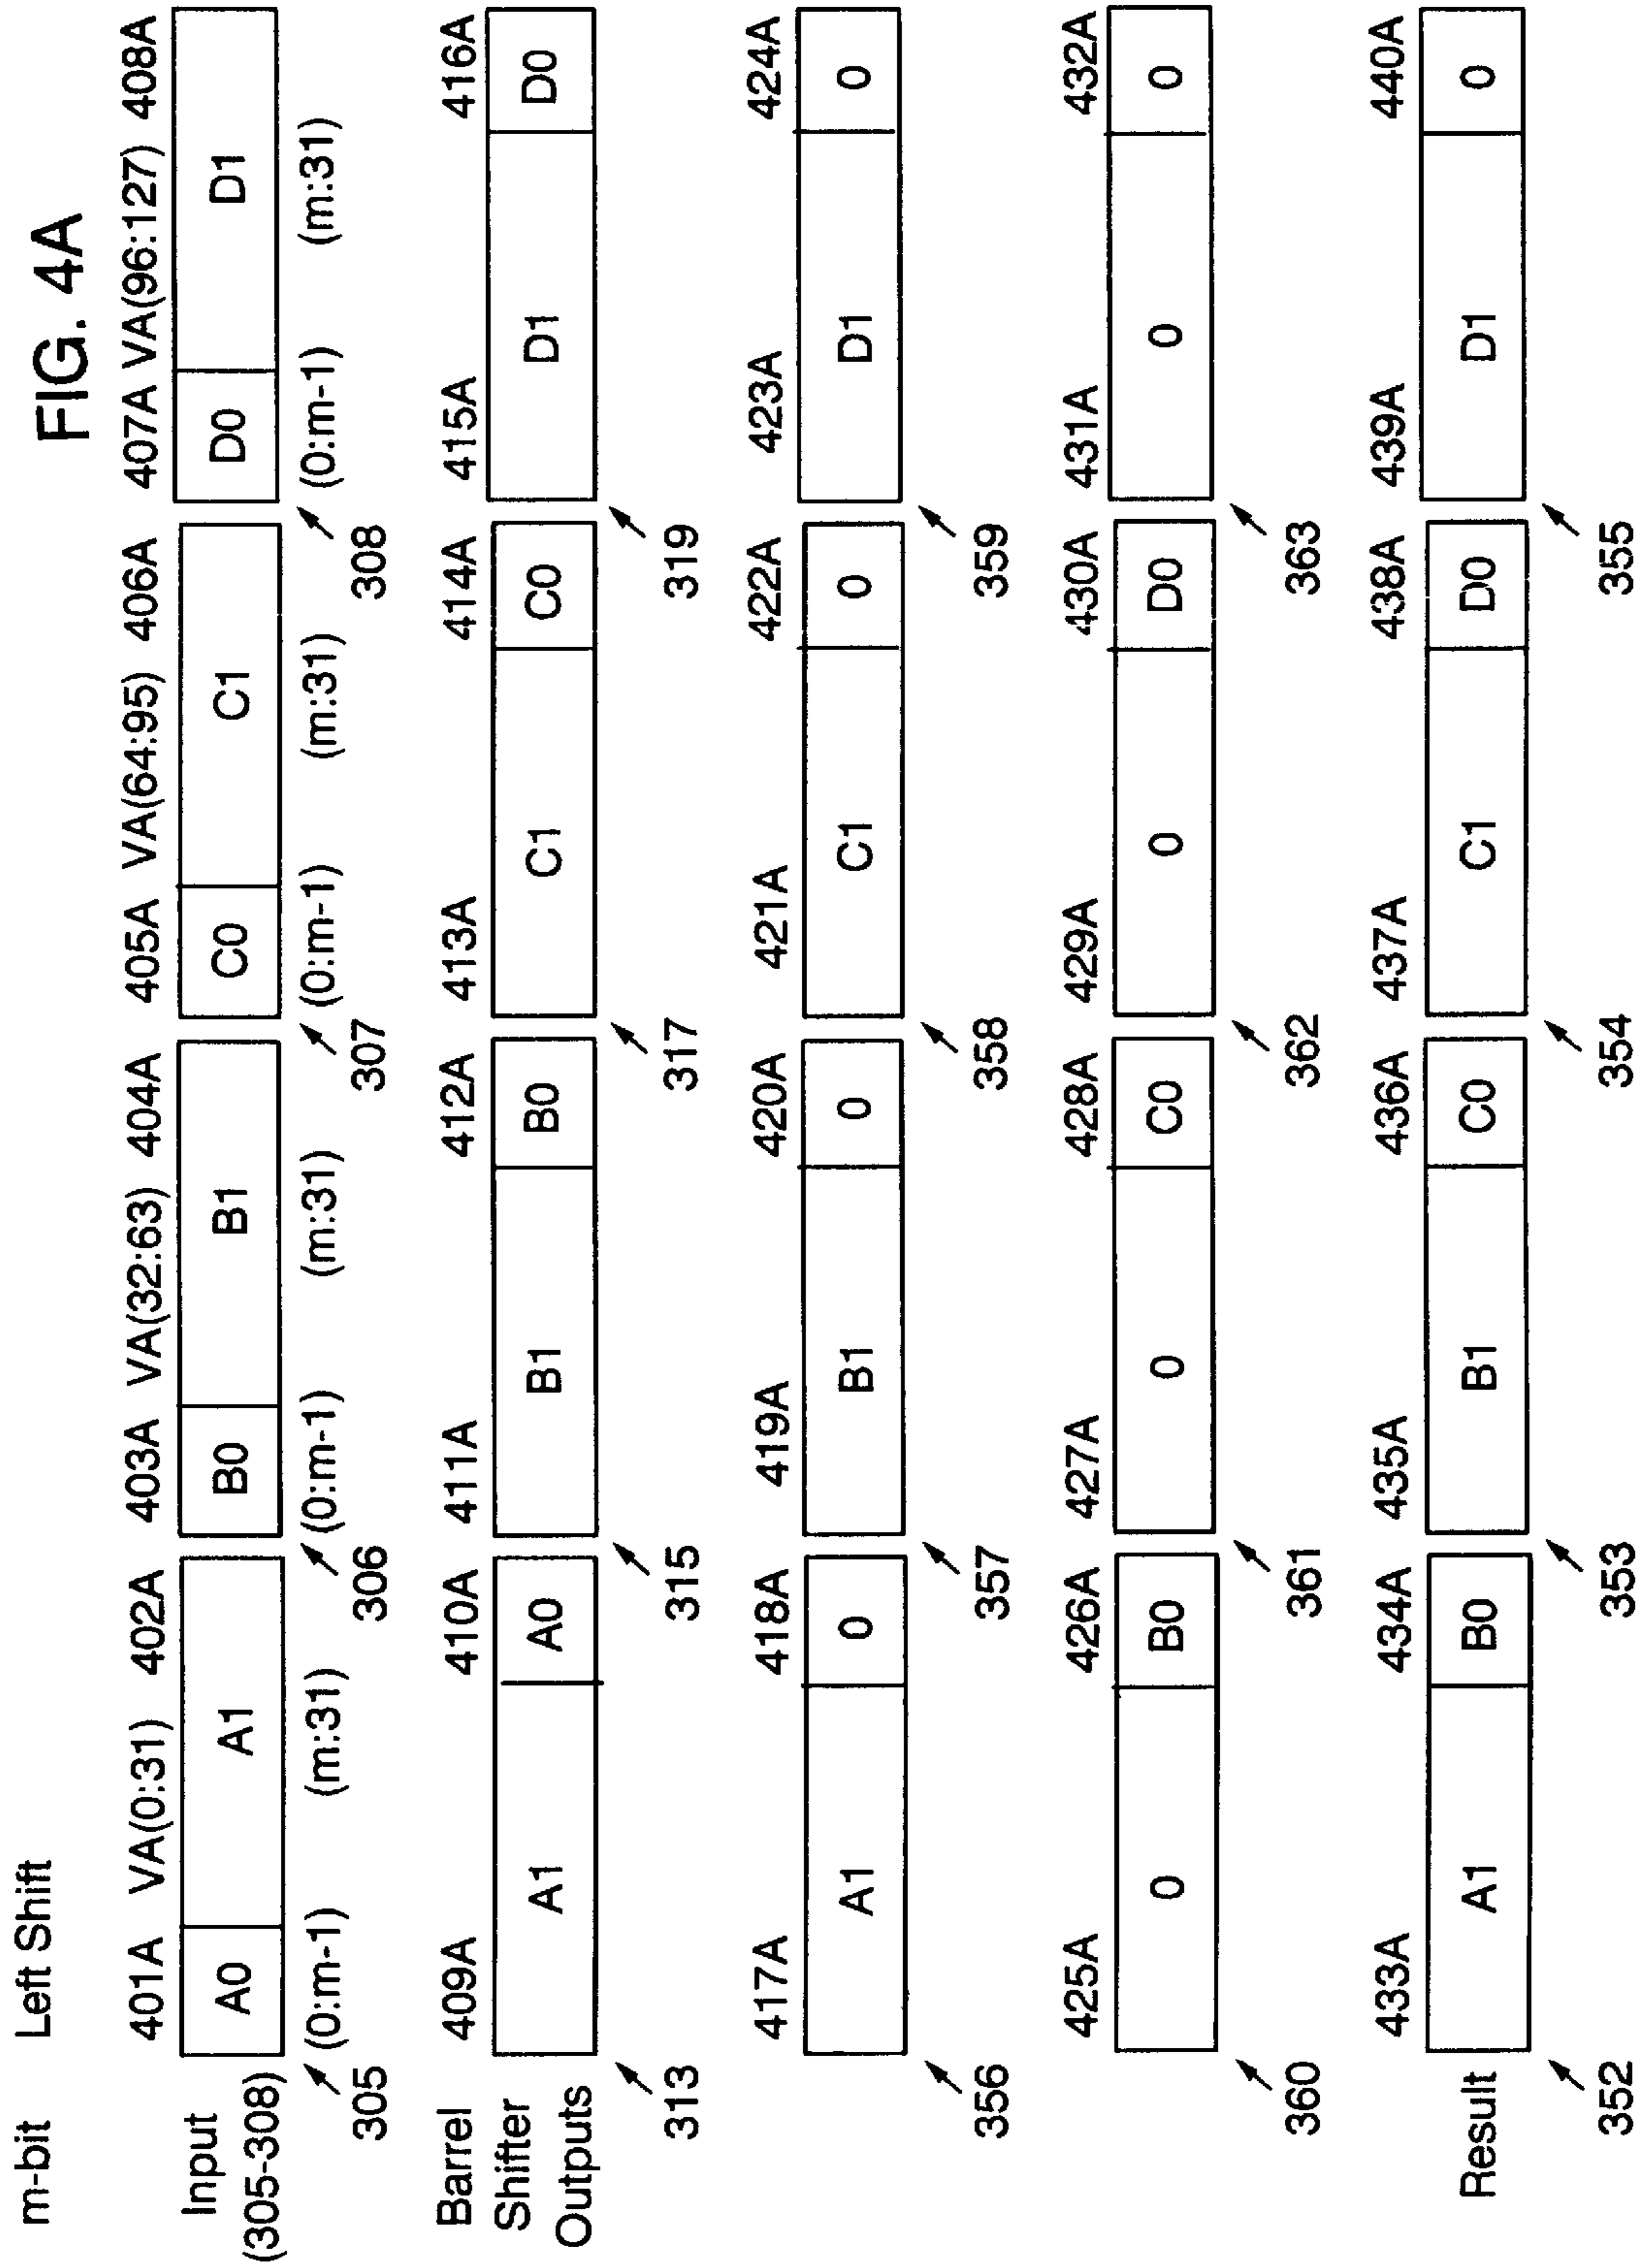 FIG. 4A
m-bit Left Shift
401A VA(0:31) 402A 403A VA(32:63) 404A 405A VA(64:95) 406A 407A VA(96:127) 408A
Input
(305-308)
A0 A1 B0 B1 C0 C1 D0 D1
(0:m-1) (m:31) (0:m-1) (m:31) (0:m-1) (m:31) (0:m-1) (m:31)
305 306 307 308
409A 410A 411A 412A 413A 414A 415A 416A
Barrel
Shifter
Outputs
A1 A0 B1 B0 C1 C0 D1 D0
313 315 317 319
417A 418A 419A 420A 421A 422A 423A 424A
A1 0 B1 0 C1 0 D1 0
356 357 358 359
425A 426A 427A 428A 429A 430A 431A 432A
0 B0 0 C0 0 D0 0 0
360 361 362 363
433A 434A 435A 436A 437A 438A 439A 440A
Result
A1 B0 B1 C0 C1 D0 D1 0
352 353 354 355